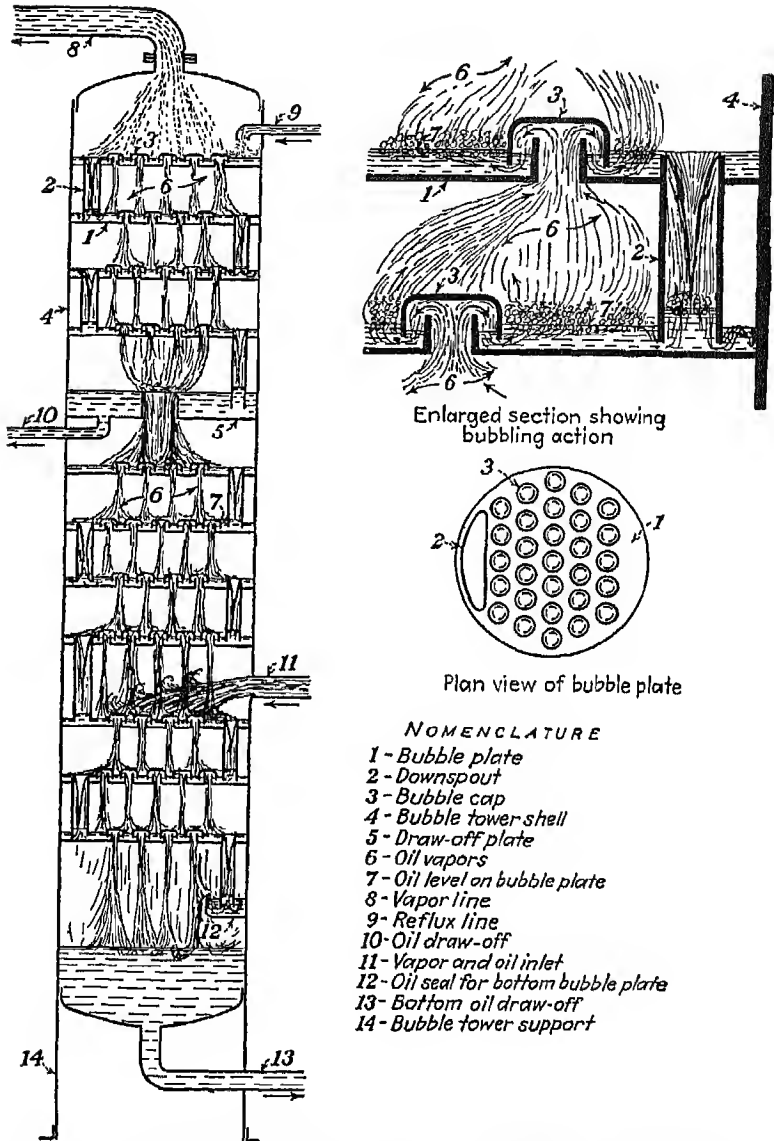 8
9
3
2
6
1
4
10
5
6
7
11
12
14
13
6
3
4
7
1
6
2
3
7
6
Enlarged section showing
bubbling action
3
1
2
Plan view of bubble plate
NOMENCLATURE
1-Bubble plate
2-Downspout
3-Bubble cap
4-Bubble tower shell
5-Draw-off plate
6-Oil vapors
7-Oil level on bubble plate
8-Vapor line
9-Reflux line
10-Oil draw-off
11-Vapor and oil inlet
12-Oil seal for bottom bubble plate
13-Bottom oil draw-off
14-Bubble tower support